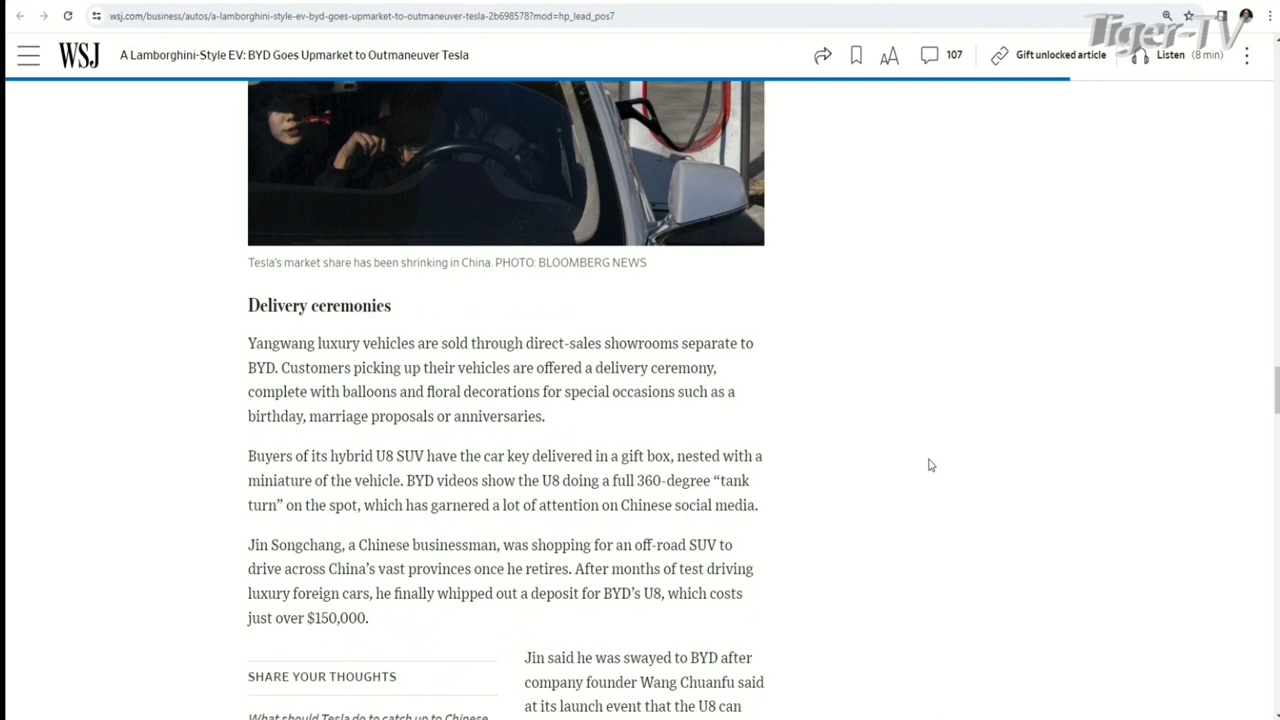 wsj.com/business/autos/a-lamborghini-style-ev-byd-goes-upmarket-to-outmaneuver-tesla-2b698578?mod=hp_lead_pos7
Tiger-TV
WSJ
A Lamborghini-Style EV: BYD Goes Upmarket to Outmaneuver Tesla
AA
107
Gift unlocked article
Listen (8 min)
Tesla's market share has been shrinking in China. PHOTO: BLOOMBERG NEWS
Delivery ceremonies
Yangwang luxury vehicles are sold through direct-sales showrooms separate to
BYD. Customers picking up their vehicles are offered a delivery ceremony,
complete with balloons and floral decorations for special occasions such as a
birthday, marriage proposals or anniversaries.
Buyers of its hybrid U8 SUV have the car key delivered in a gift box, nested with a
miniature of the vehicle. BYD videos show the U8 doing a full 360-degree “tank
turn” on the spot, which has garnered a lot of attention on Chinese social media.
Jin Songchang, a Chinese businessman, was shopping for an off-road SUV to
drive across China’s vast provinces once he retires. After months of test driving
luxury foreign cars, he finally whipped out a deposit for BYD’s U8, which costs
just over $150,000.
SHARE YOUR THOUGHTS
What should Tesla do to catch up to Chinese
Jin said he was swayed to BYD after
company founder Wang Chuanfu said
at its launch event that the U8 can